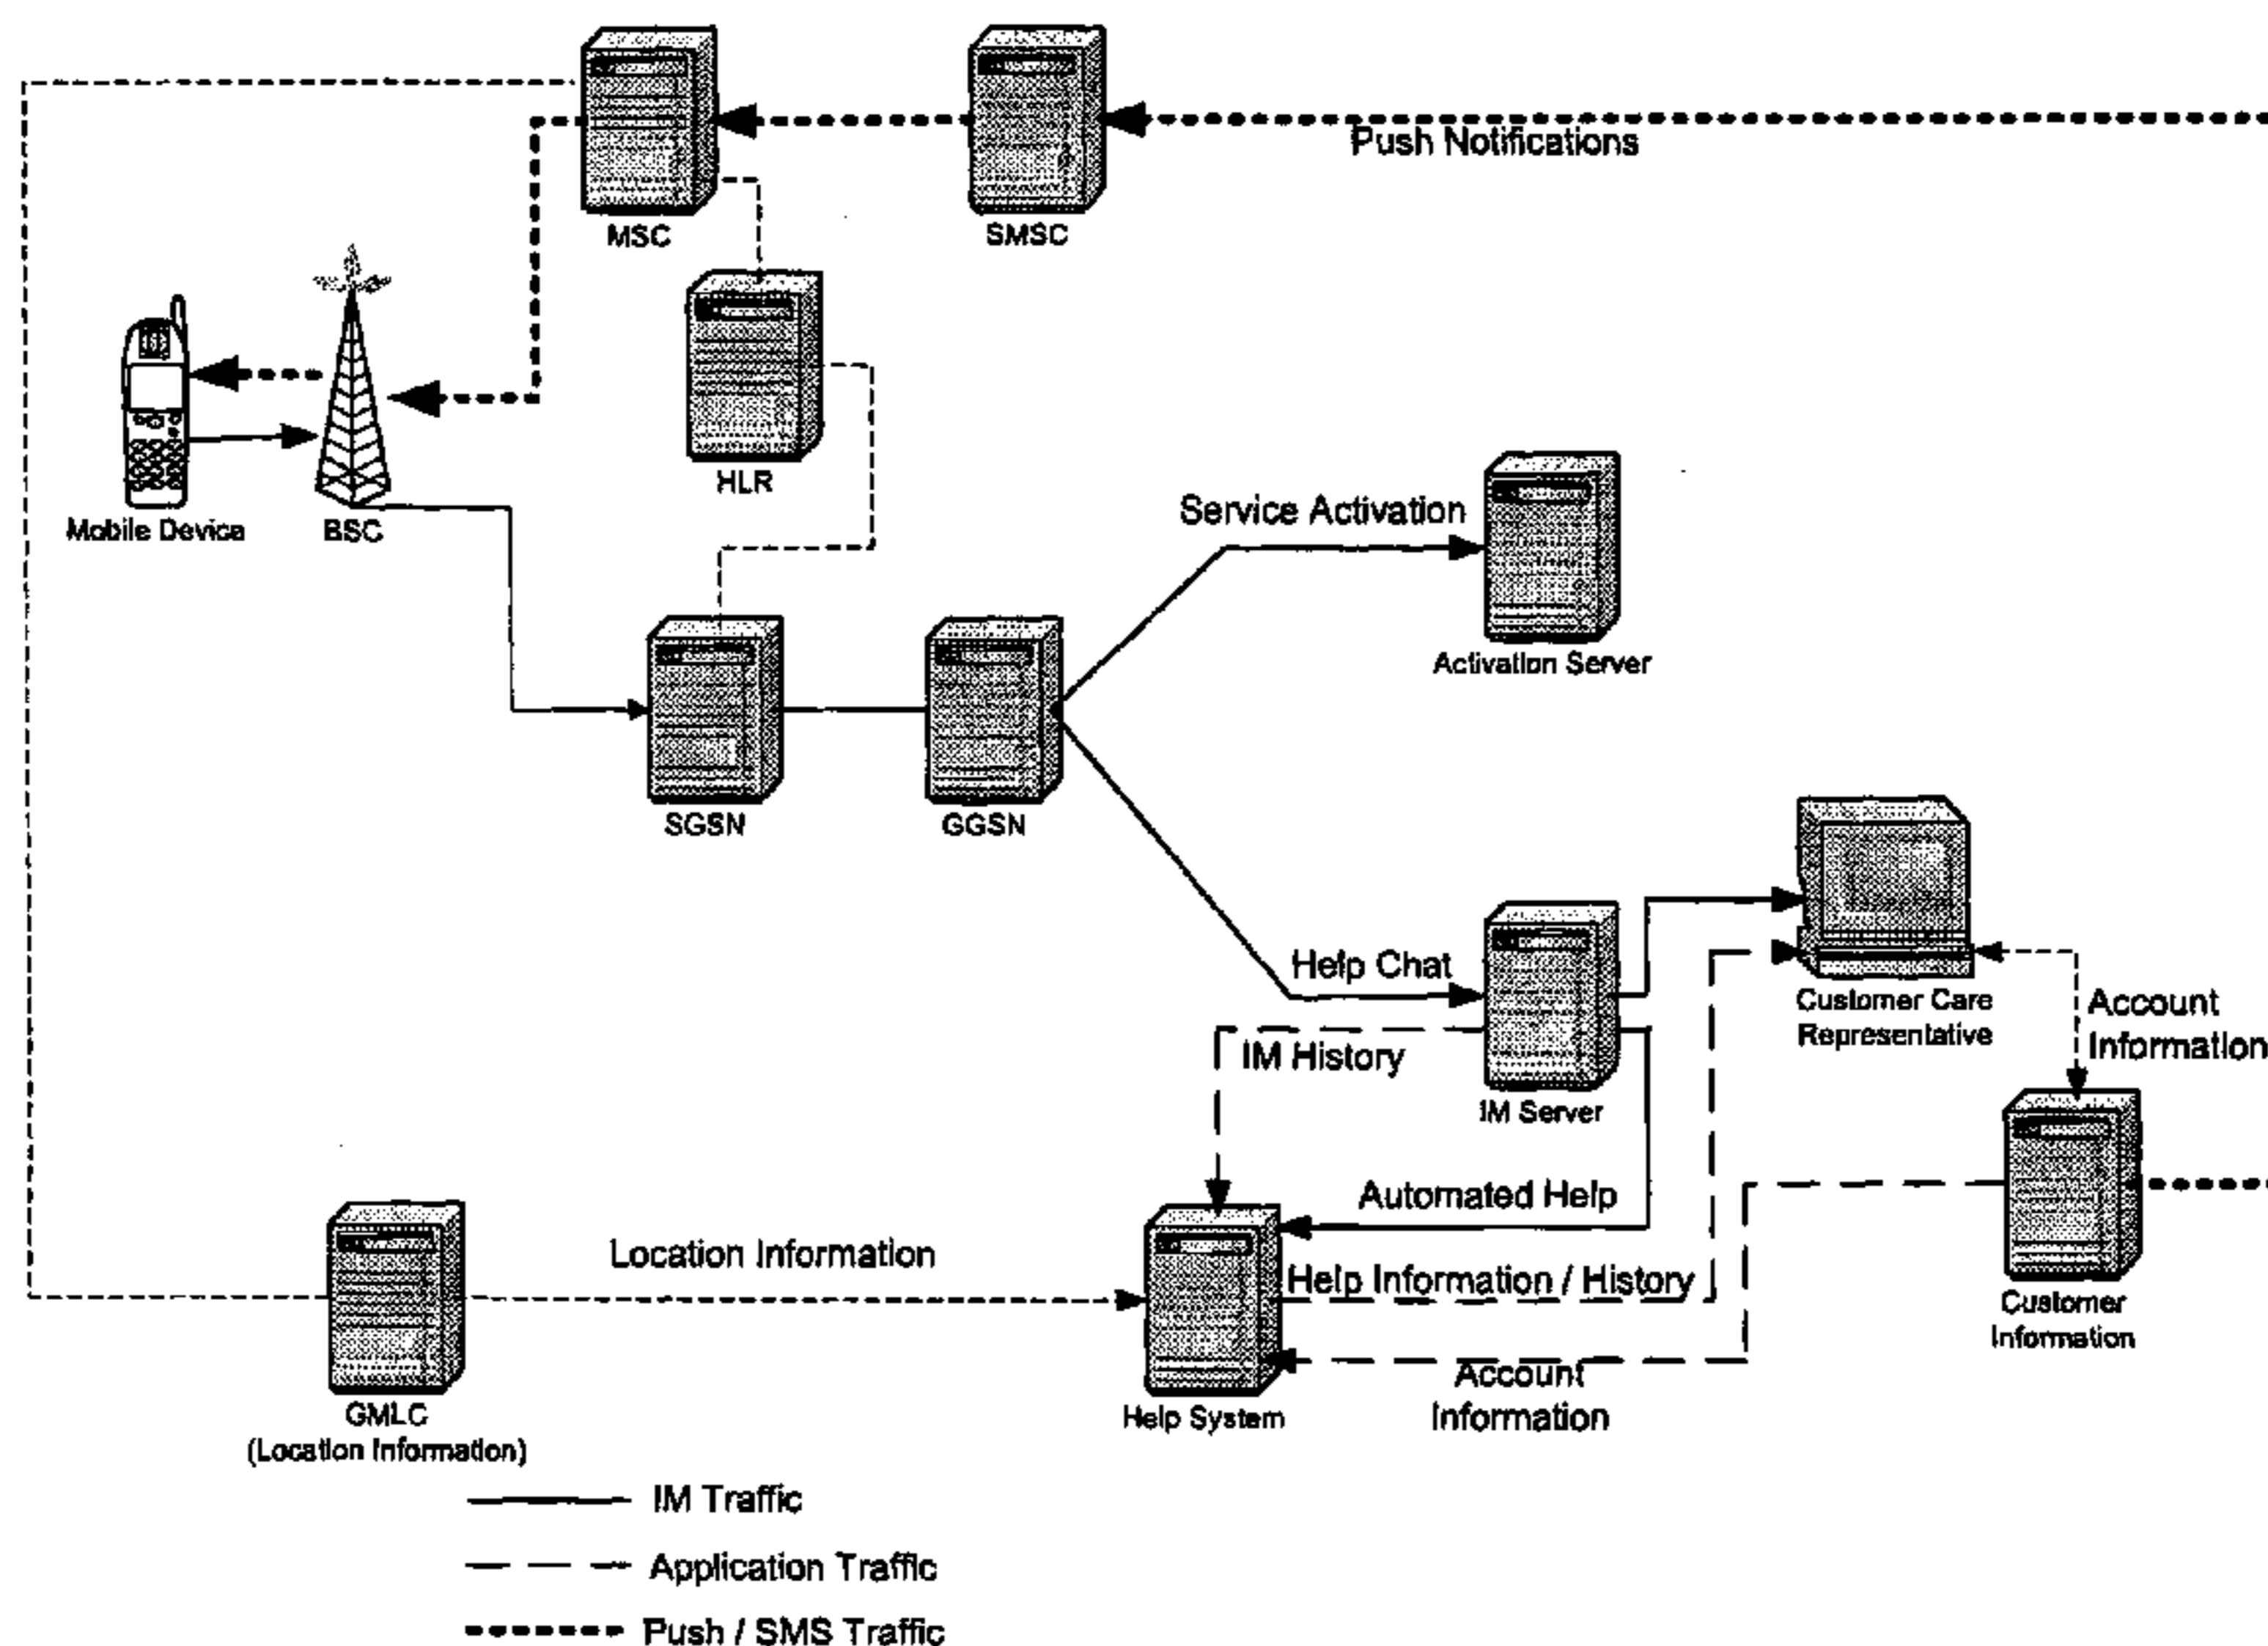 Push Notifications
MSC
SMSC
HLR
Mobile Device
BSC
Service Activation
Activation Server
SGSN
GGSN
Help Chat
Customer Care
Representative
Account
Information
IM History
IM Server
Automated Help
Location Information
Help Information / History
Customer
Information
GMLC
(Location Information)
Help System
Account
Information
IM Traffic
Application Traffic
Push / SMS Traffic